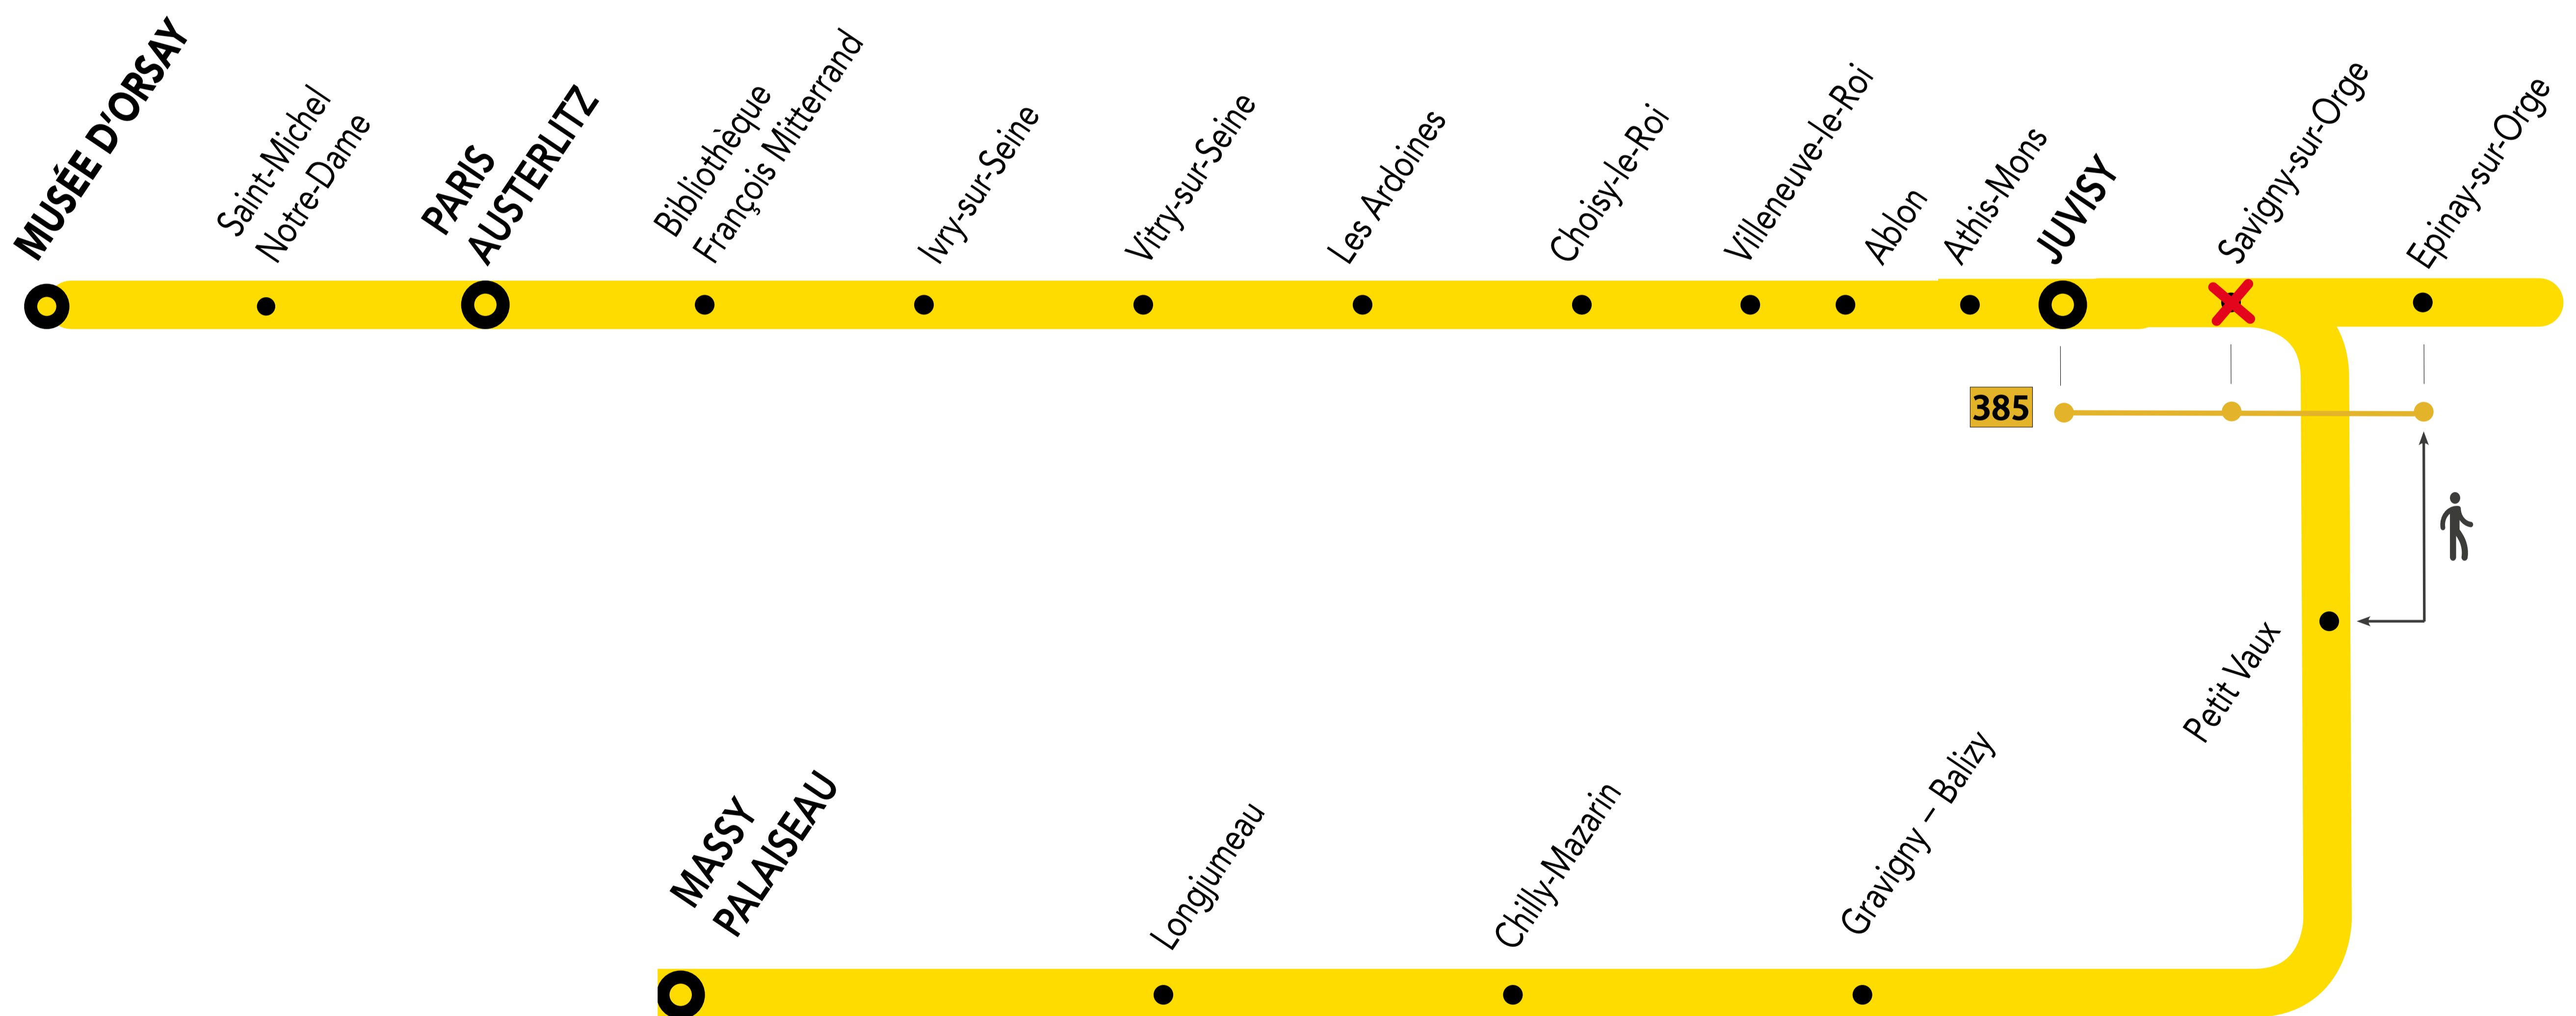 MUSÉE D'ORSAY
Saint-Michel
Notre-Dame
PARIS
AUSTERLITZ
Bibliothèque
François Mitterrand
Ivry-sur-Seine
Vitry-sur-Seine
Les Ardoines
Choisy-le-Roi
Villeneuve-le-Roi
Ablon
Athis-Mons
JUVISY
Savigny-sur-Orge
Epinay-sur-Orge
385
Petit Vaux
MASSY
PALAISEAU
Longjumeau
Chilly-Mazarin
Gravigny – Balizy